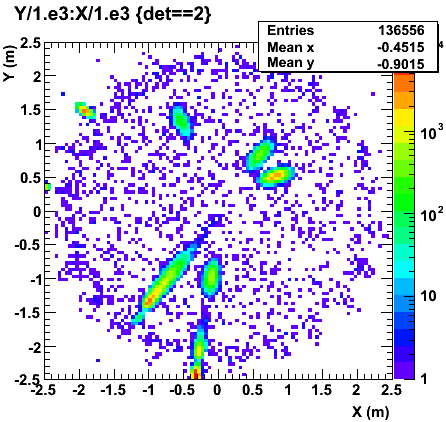 Y/1.e3:X/1.e3 {det==2}
Entries 136556
Mean x -0.4515
Mean y -0.9015
Y (m)
2.5
2
1.5
1
0.5
0
-0.5
-1
-1.5
-2
-2.5
-2.5 -2 -1.5 -1 -0.5 0 0.5 1 1.5 2 2.5
X (m)
4
10³
10²
10
1